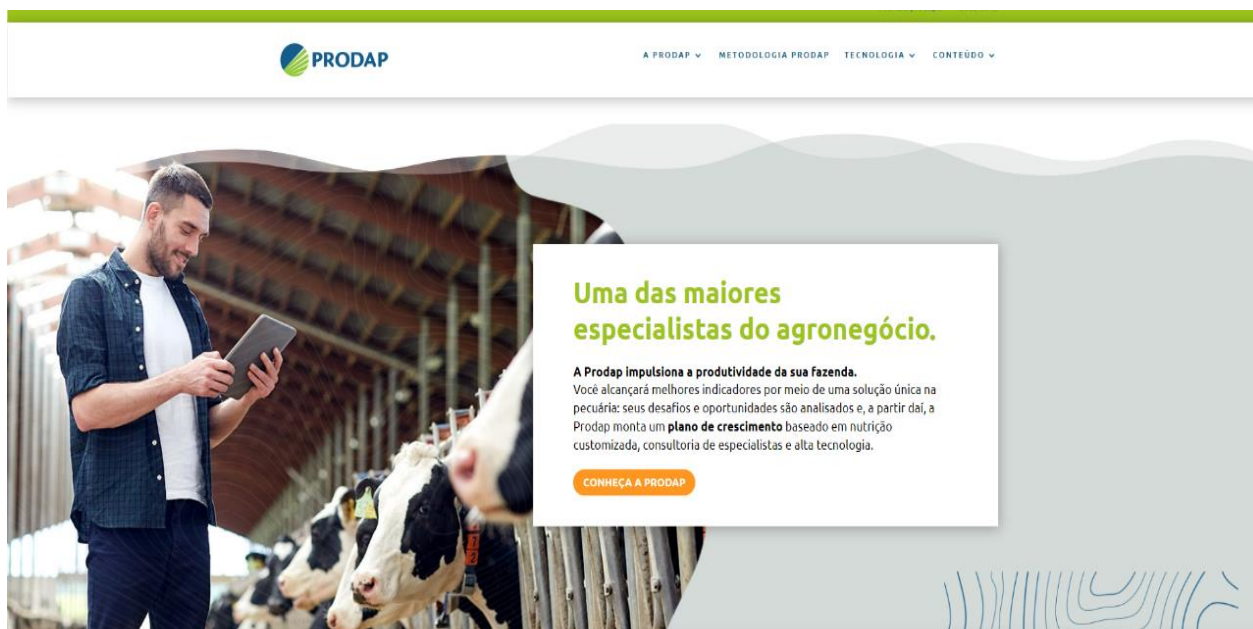 PRODAP
A PRODAP
METODOLOGIA PRODAP
TECNOLOGIA
CONTEÚDO
Uma das maiores
especialistas do agronegócio.
A Prodap impulsiona a produtividade da sua fazenda.
Você alcançará melhores indicadores por meio de uma solução única na
pecuária: seus desafios e oportunidades são analisados e, a partir daí, a
Prodap monta um plano de crescimento baseado em nutrição
customizada, consultoria de especialistas e alta tecnologia.
CONHEÇA A PRODAP